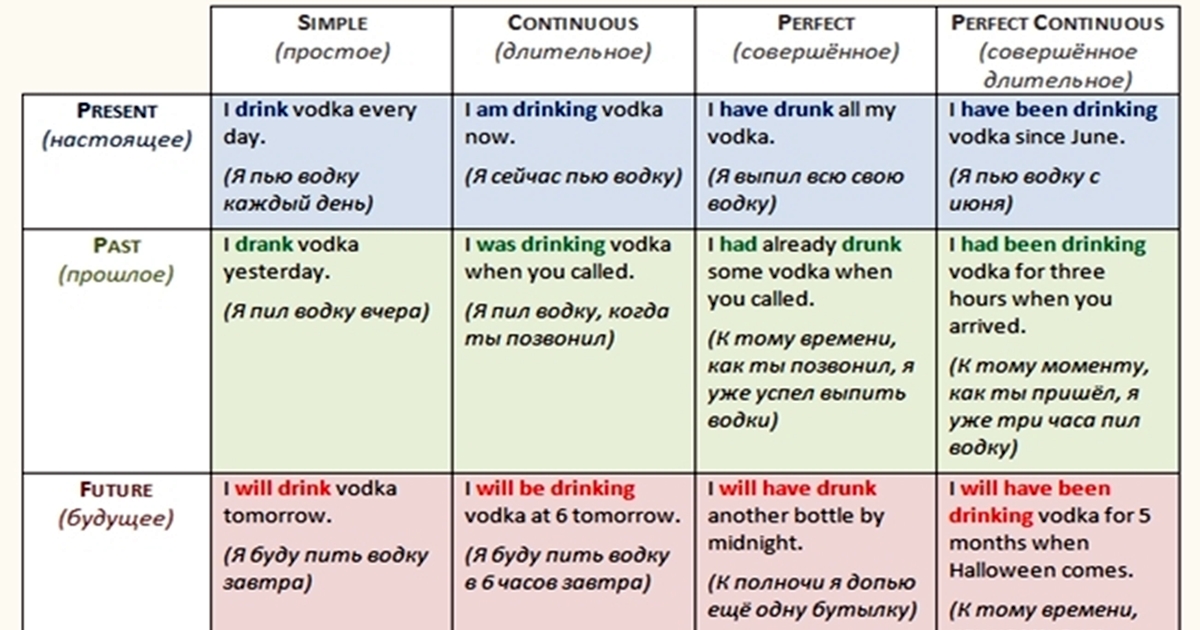 SIMPLE
(простое)
CONTINUOUS
(длительное)
PERFECT
(совершённое)
PERFECT CONTINUOUS
(совершённое
длительное)
PRESENT
(настоящее)
I drink vodka every
day.
(Я пью водку
каждый день)
I am drinking vodka
now.
(Я сейчас пью водку)
I have drunk all my
vodka.
(Я выпил всю свою
водку)
I have been drinking
vodka since June.
(Я пью водку с
июня)
PAST
(прошлое)
I drank vodka
yesterday.
(Я пил водку вчера)
I was drinking vodka
when you called.
(Я пил водку, когда
ты позвонил)
I had already drunk
some vodka when
you called.
(К тому времени,
как ты позвонил, я
уже успел выпить
водки)
I had been drinking
vodka for three
hours when you
arrived.
(К тому моменту,
как ты пришёл, я
уже три часа пил
водку)
FUTURE
(будущее)
I will drink vodka
tomorrow.
(Я буду пить водку
завтра)
I will be drinking
vodka at 6 tomorrow.
(Я буду пить водку
в 6 часов завтра)
I will have drunk
another bottle by
midnight.
(К полночи я допью
ещё одну бутылку)
I will have been
drinking vodka for 5
months when
Halloween comes.
(К тому времени,